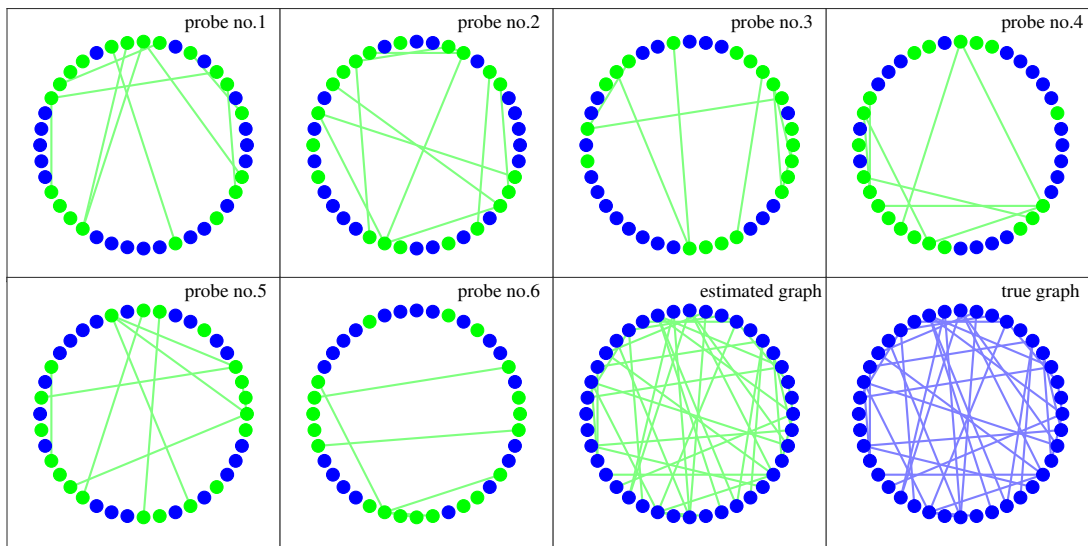 probe no.1
probe no.2
probe no.3
probe no.4
probe no.5
probe no.6
estimated graph
true graph